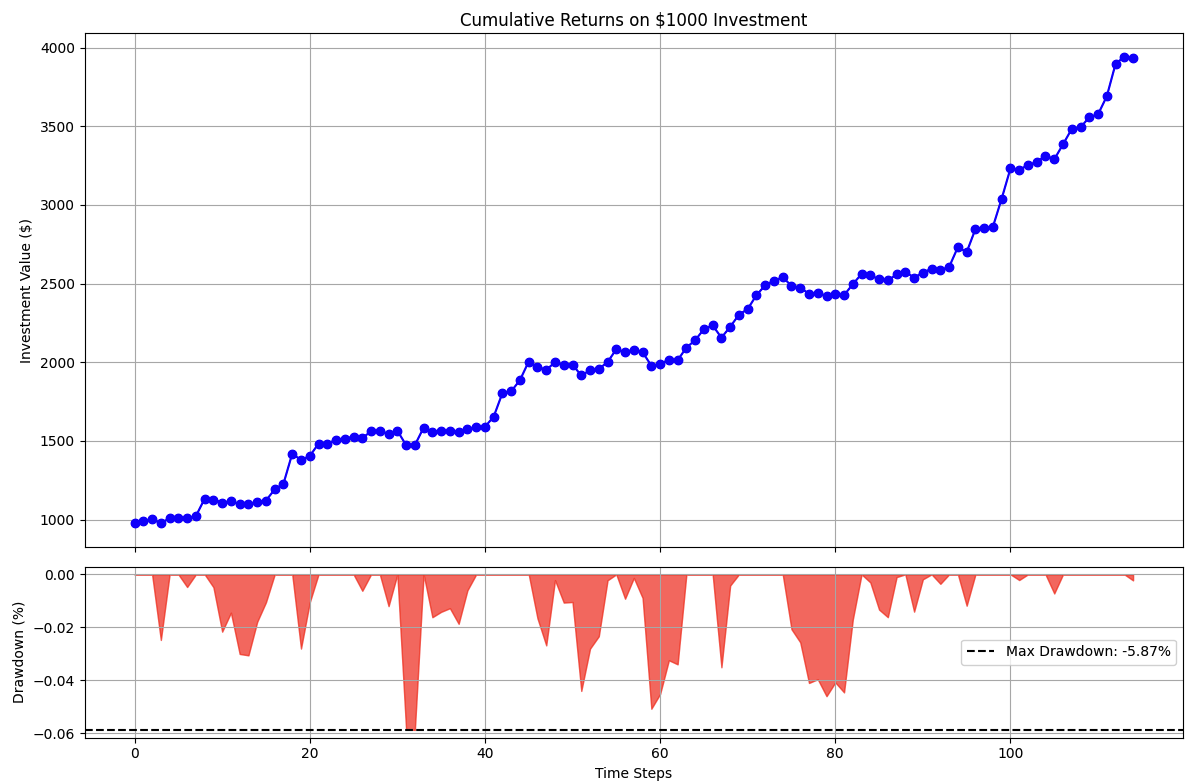 Cumulative Returns on $1000 Investment
4000
3500
3000
2500
2000
1500
1000
Investment Value ($)
0.00
−0.02
−0.04
−0.06
Drawdown (%)
Max Drawdown: -5.87%
0 20 40 60 80 100
Time Steps